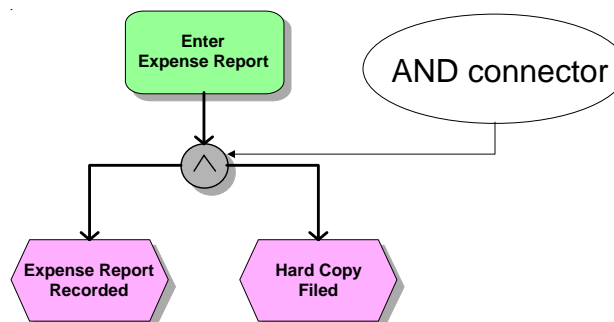 Enter
Expense Report
AND connector
Expense Report
Recorded
Hard Copy
Filed